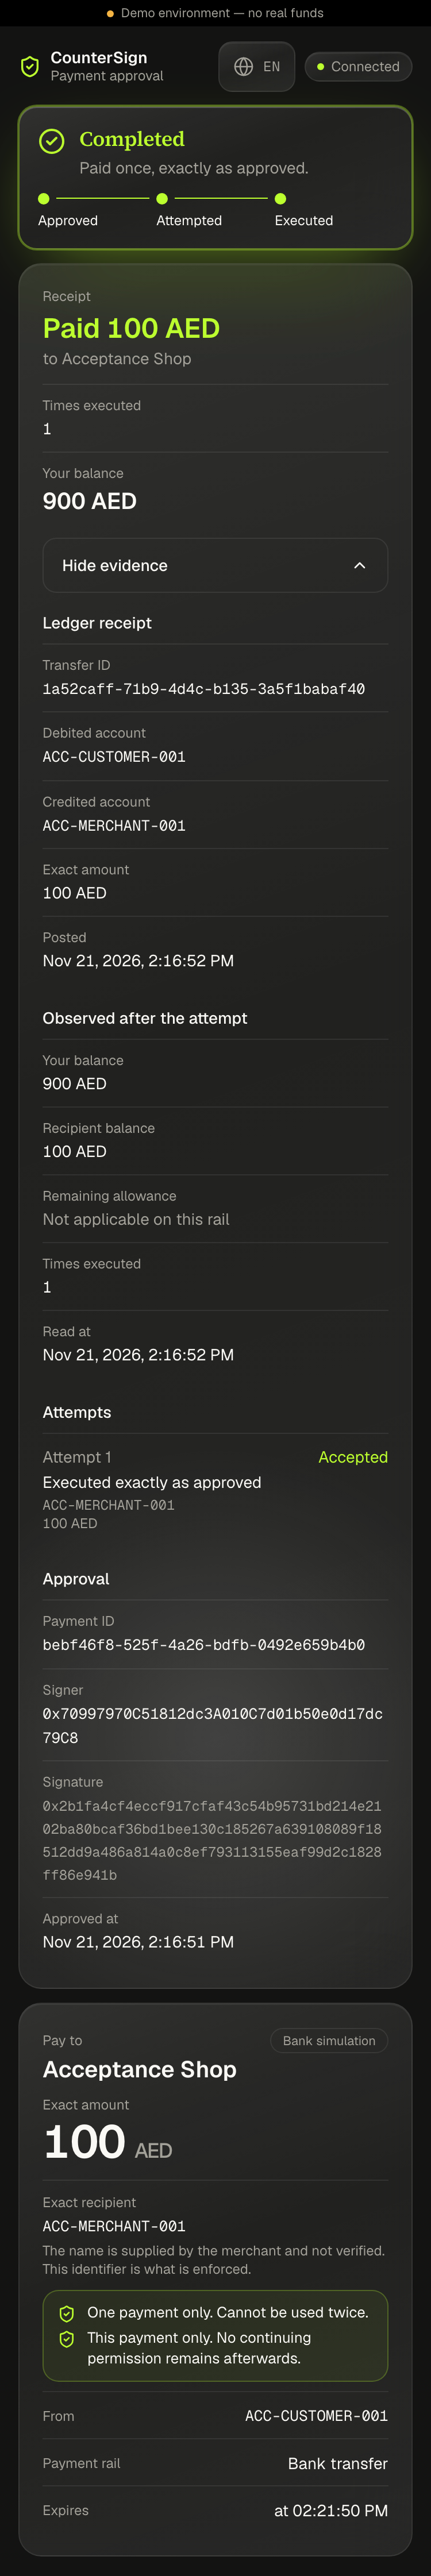 Demo environment — no real funds
CounterSign
Payment approval
EN
Connected
Completed
Paid once, exactly as approved.
Approved
Attempted
Executed
Receipt
Paid 100 AED
to Acceptance Shop
Times executed
1
Your balance
900 AED
Hide evidence
Ledger receipt
Transfer ID
1a52caff-71b9-4d4c-b135-3a5f1babaf40
Debited account
ACC-CUSTOMER-001
Credited account
ACC-MERCHANT-001
Exact amount
100 AED
Posted
Nov 21, 2026, 2:16:52 PM
Observed after the attempt
Your balance
900 AED
Recipient balance
100 AED
Remaining allowance
Not applicable on this rail
Times executed
1
Read at
Nov 21, 2026, 2:16:52 PM
Attempts
Attempt 1
Accepted
Executed exactly as approved
ACC-MERCHANT-001
100 AED
Approval
Payment ID
bebf46f8-525f-4a26-bdfb-0492e659b4b0
Signer
0x70997970C51812dc3A010C7d01b50e0d17dc
79C8
Signature
0x2b1fa4cf4eccf917cfaf43c54b95731bd214e21
02ba80bcaf36bd1bee130c185267a639108089f18
512dd9a486a814a0c8ef793113155eaf99d2c1828
ff86e941b
Approved at
Nov 21, 2026, 2:16:51 PM
Pay to
Bank simulation
Acceptance Shop
Exact amount
100 AED
Exact recipient
ACC-MERCHANT-001
The name is supplied by the merchant and not verified.
This identifier is what is enforced.
One payment only. Cannot be used twice.
This payment only. No continuing
permission remains afterwards.
From
ACC-CUSTOMER-001
Payment rail
Bank transfer
Expires
at 02:21:50 PM